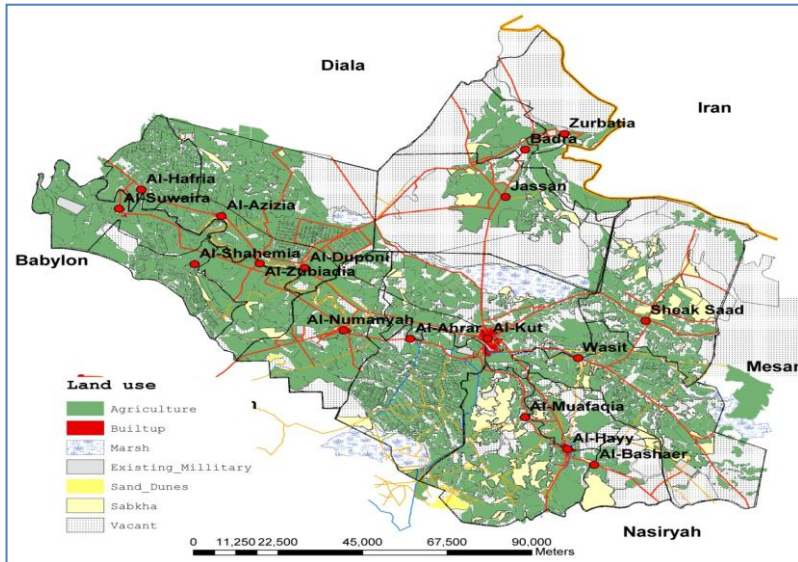 Diala
Iran
Zurbatia
Badra
Al-Hafria
Jassan
Al-Suwaira
Al-Azizia
Babylon
Al-Shahemia
Al-Duponi
Al-Zubiadia
Sheak Saad
Al-Numanyah
Al-Ahrar
Al-Kut
Wasit
Mesan
Land use
Agriculture
Builtup
Marsh
Existing_Millitary
Sand_Dunes
Sabkha
Vacant
Al-Muafaqia
Al-Hayy
Al-Bashaer
Nasiryah
0 11,250 22,500 45,000 67,500 90,000
Meters